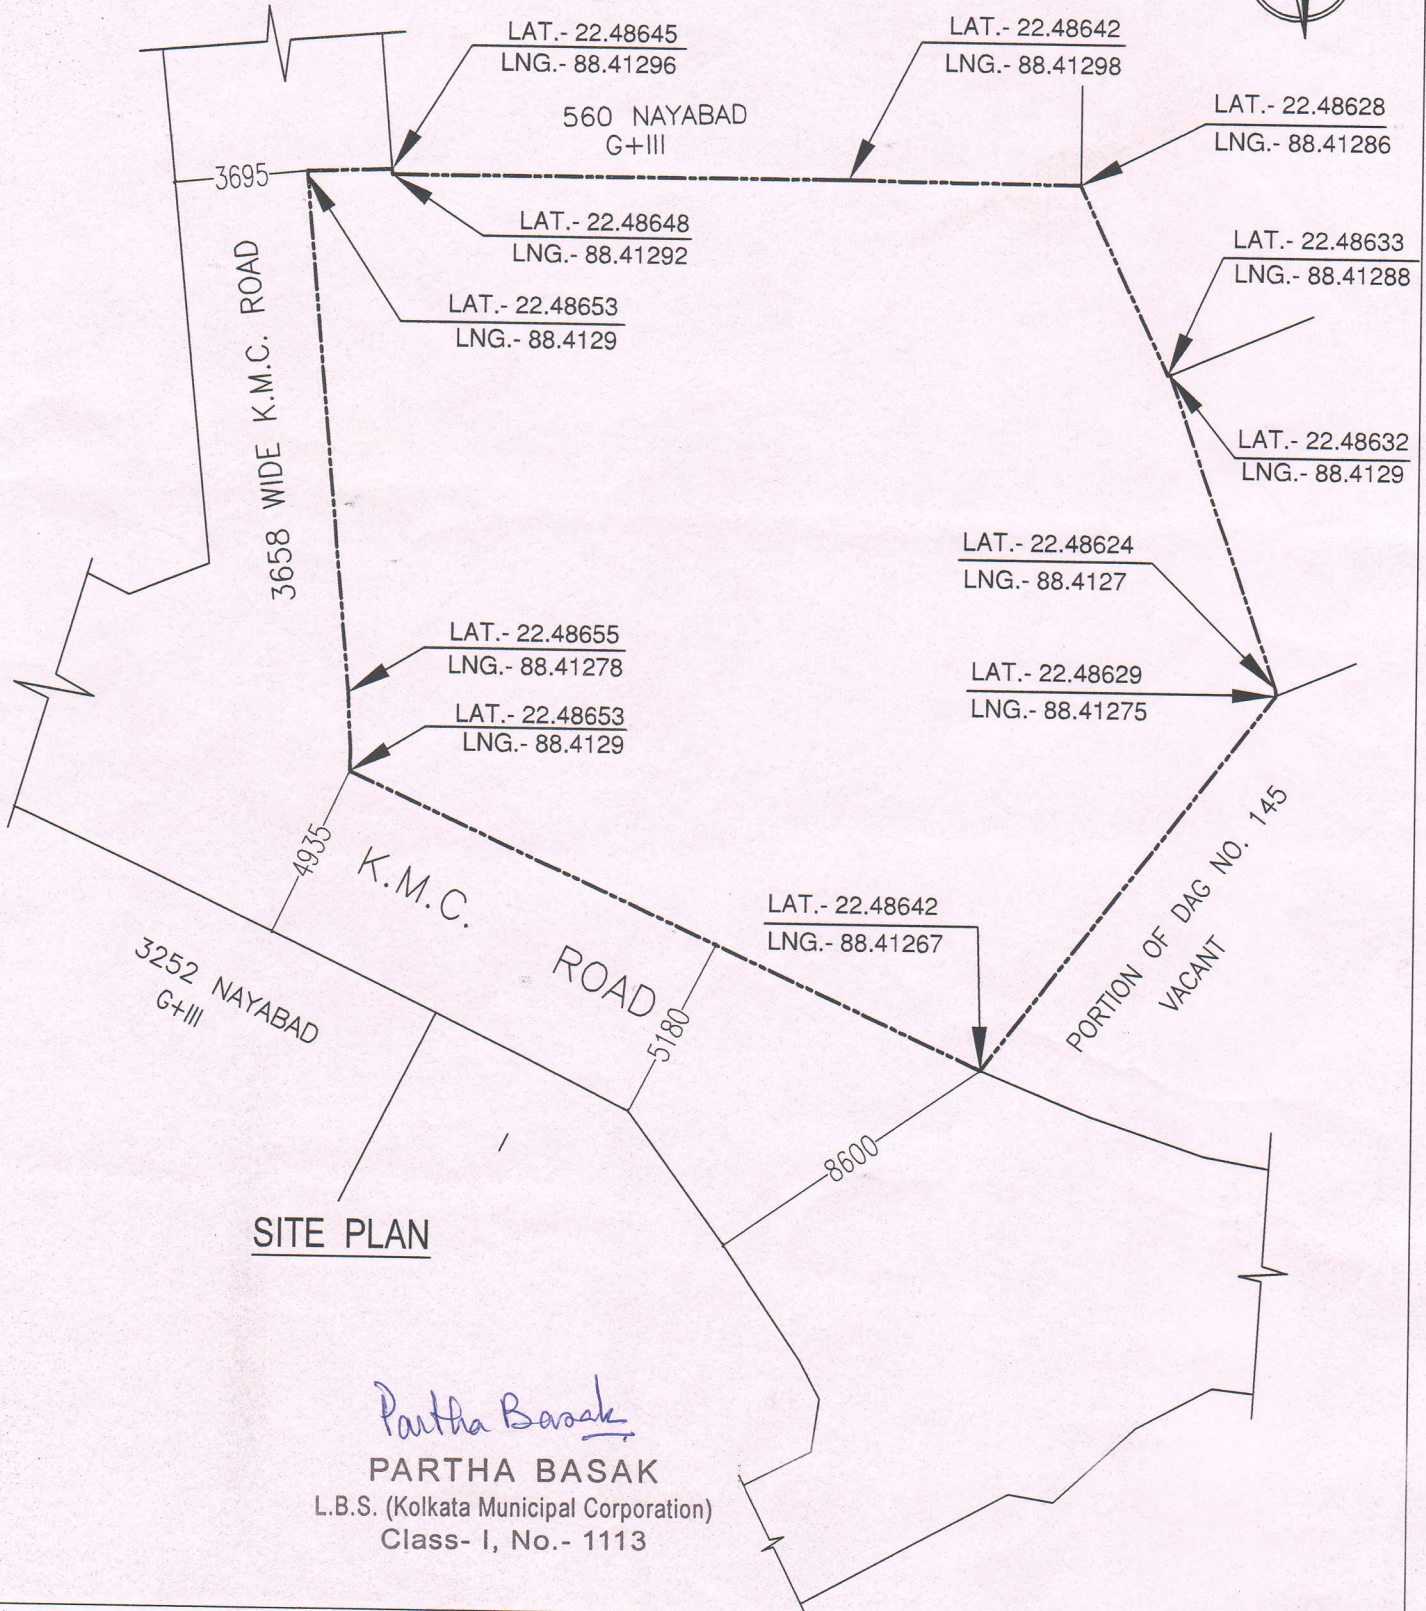 LAT.- 22.48645
LNG.- 88.41296
LAT.- 22.48642
LNG.- 88.41298
560 NAYABAD
G+III
LAT.- 22.48628
LNG.- 88.41286
3695
LAT.- 22.48648
LNG.- 88.41292
LAT.- 22.48633
LNG.- 88.41288
LAT.- 22.48653
LNG.- 88.4129
3658 WIDE K.M.C. ROAD
LAT.- 22.48632
LNG.- 88.4129
LAT.- 22.48624
LNG.- 88.4127
LAT.- 22.48655
LNG.- 88.41278
LAT.- 22.48629
LNG.- 88.41275
LAT.- 22.48653
LNG.- 88.4129
4935
K.M.C. ROAD
PORTION OF DAG NO. 145
VACANT
LAT.- 22.48642
LNG.- 88.41267
3252 NAYABAD
G+III
5180
8600
SITE PLAN
Partha Basak
PARTHA BASAK
L.B.S. (Kolkata Municipal Corporation)
Class- I, No.- 1113